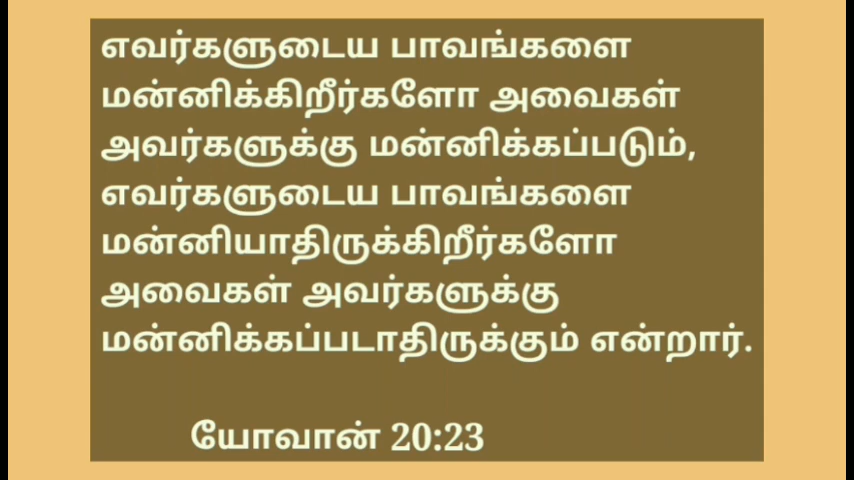 எவர்களுடைய பாவங்களை
மன்னிக்கிறீர்களோ அவைகள்
அவர்களுக்கு மன்னிக்கப்படும்,
எவர்களுடைய பாவங்களை
மன்னியாதிருக்கிறீர்களோ
அவைகள் அவர்களுக்கு
மன்னிக்கப்படாதிருக்கும் என்றார்.
யோவான் 20:23